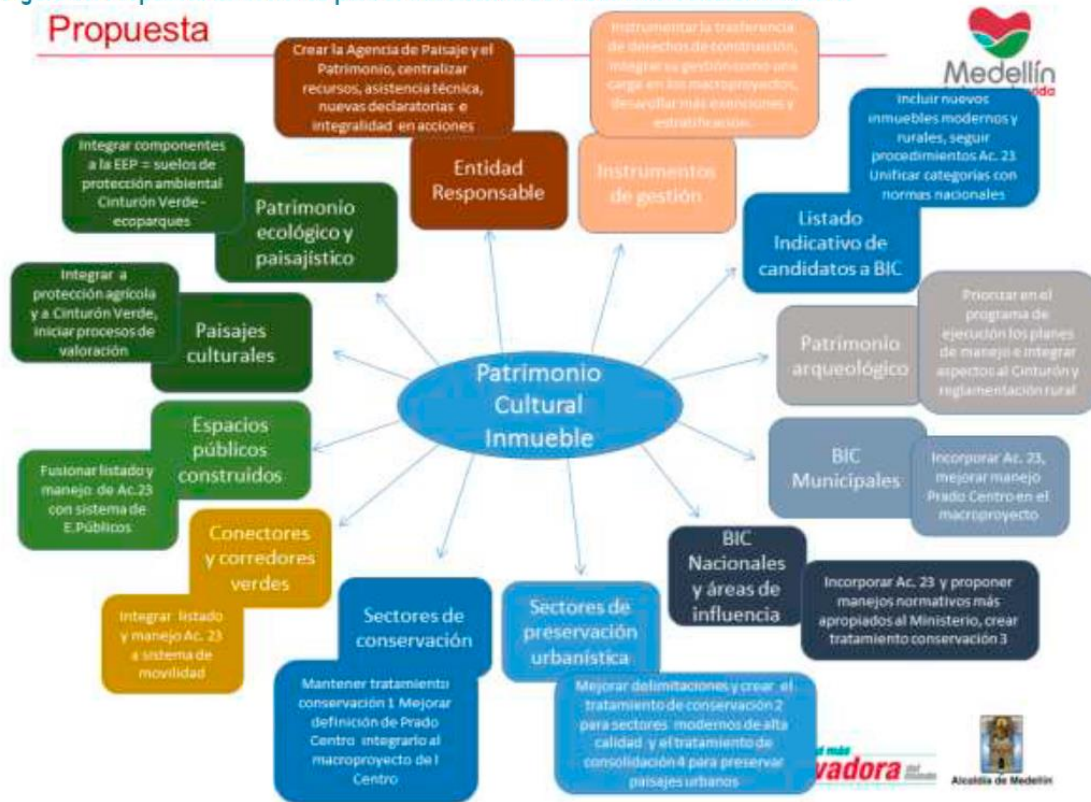 Propuesta
Medellín
vida
Crear la Agencia de Paisaje y el
Patrimonio, centralizar
recursos, asistencia técnica,
nuevas declaratorias e
integralidad en acciones
Entidad
Responsable
Instrumentar la trasferencia
de derechos de construcción,
integrar su gestión como una
carga en los macroproyectos,
desarrollar más exenciones y
estratificación.
Instrumentos
de gestión
Incluir nuevos
inmuebles modernos y
rurales, seguir
procedimientos Ac. 23
Unificar categorías con
normas nacionales
Listado
Indicativo de
candidatos a BIC
Integrar componentes
a la EEP = suelos de
protección ambiental
Cinturón Verde-
ecoparques
Patrimonio
ecológico y
paisajístico
Integrar a
protección agrícola
y a Cinturón Verde,
iniciar procesos de
valoración
Paisajes
culturales
Priorizar en el
programa de
ejecución los planes
de manejo e integrar
aspectos al Cinturón y
reglamentación rural
Patrimonio
arqueológico
Patrimonio
Cultural
Inmueble
Espacios
públicos
construidos
Fusionar listado y
manejo de Ac.23
con sistema de
E.Públicos
BIC
Municipales
Incorporar Ac. 23,
mejorar manejo
Prado Centro en el
macroproyecto
Conectores
y corredores
verdes
Integrar listado
y manejo Ac. 23
a sistema de
movilidad
BIC
Nacionales
y áreas de
influencia
Incorporar Ac. 23 y proponer
manejos normativos más
apropiados al Ministerio, crear
tratamiento conservación 3
Sectores de
conservación
Mantener tratamiento
conservación 1 Mejorar
definición de Prado
Centro integrarlo al
macroproyecto de l
Centro
Sectores de
preservación
urbanística
Mejorar delimitaciones y crear el
tratamiento de conservación 2
para sectores modernos de alta
calidad y el tratamiento de
consolidación 4 para preservar
paisajes urbanos
d más
vadora
Alcaldía de Medellín